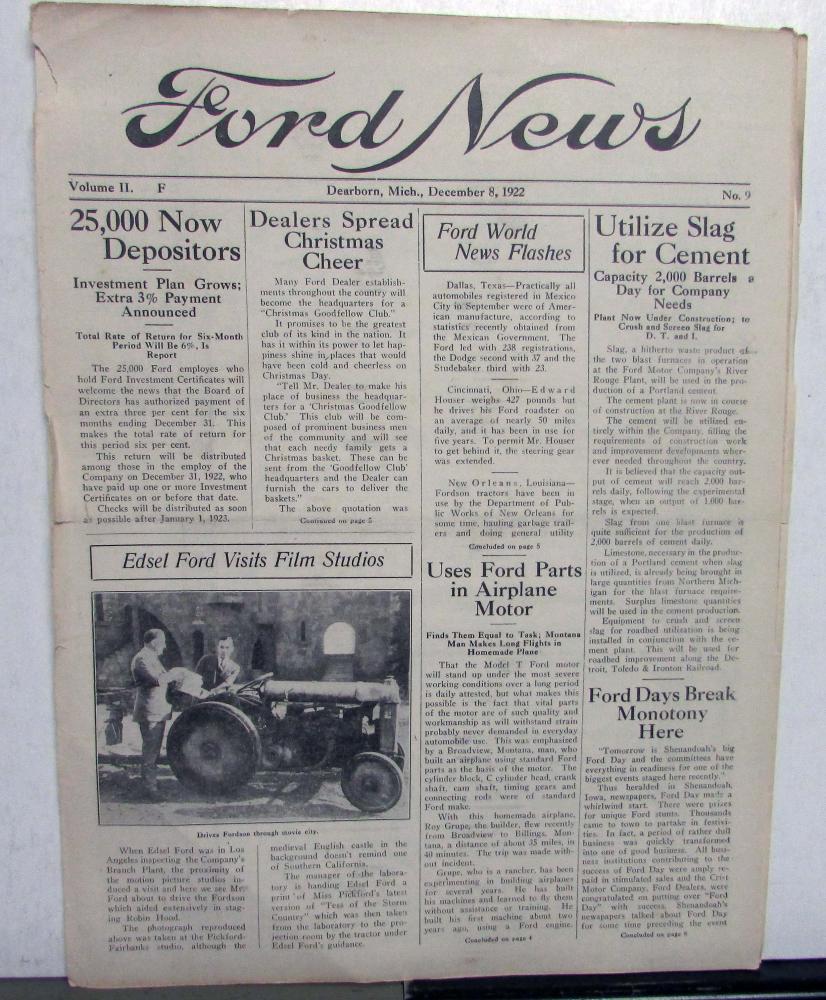 Ford News
Volume II. F
Dearborn, Mich., December 8, 1922
No. 9
25,000 Now
Depositors
Investment Plan Grows;
Extra 3% Payment
Announced
Total Rate of Return for Six-Month
Period Will Be 6%, Is
Report
The 25,000 Ford employes who
hold Ford Investment Certificates will
welcome the news that the Board of
Directors has authorized payment of
an extra three per cent for the six
months ending December 31. This
makes the total rate of return for
this period six per cent.
This return will be distributed
among those in the employ of the
Company on December 31, 1922, who
have paid up one or more Investment
Certificates on or before that date.
Checks will be distributed as soon
as possible after January 1, 1923.
Dealers Spread
Christmas
Cheer
Many Ford Dealer establish-
ments throughout the country will
become the headquarters for a
"Christmas Goodfellow Club."
It promises to be the greatest
club of its kind in the nation. It
has it within its power to let hap-
piness shine in places that would
have been cold and cheerless on
Christmas Day.
"Tell Mr. Dealer to make his
place of business the headquar-
ters for a 'Christmas Goodfellow
Club.' This club will be com-
posed of prominent business men
of the community and will see
that each needy family gets a
Christmas basket. These can be
sent from the 'Goodfellow Club'
headquarters and the Dealer can
furnish the cars to deliver the
baskets."
The above quotation was
Continued on page 5
Edsel Ford Visits Film Studios
Drives Fordson through movie city.
When Edsel Ford was in Los
Angeles inspecting the Company's
Branch Plant, the proximity of
the motion picture studios in-
duced a visit and here we see Mr.
Ford about to drive the Fordson
which aided extensively in stag-
ing Robin Hood.
The photograph reproduced
above was taken at the Pickford-
Fairbanks studio, although the
medieval English castle in the
background doesn't remind one
of Southern California.
The manager of the labora-
tory is handing Edsel Ford a
print of Miss Pickford's latest
version of "Tess of the Storm
Country" which was then taken
from the laboratory to the pro-
jection room by the tractor under
Edsel Ford's guidance.
Ford World
News Flashes
Dallas, Texas—Practically all
automobiles registered in Mexico
City in September were of Amer-
ican manufacture, according to
statistics recently obtained from
the Mexican Government. The
Ford led with 238 registrations,
the Dodge second with 37 and the
Studebaker third with 23.
Cincinnati, Ohio—Edward
Houser weighs 427 pounds but
he drives his Ford roadster on
an average of nearly 50 miles
daily, and it has been in use for
five years. To permit Mr. Houser
to get behind it, the steering gear
was extended.
New Orleans, Louisiana—
Fordson tractors have been in
use by the Department of Pub-
lic Works of New Orleans for
some time, hauling garbage trail-
ers and doing general utility
Concluded on page 5
Uses Ford Parts
in Airplane
Motor
Finds Them Equal to Task; Montana
Man Makes Long Flights in
Homemade Plane
That the Model T Ford motor
will stand up under the most severe
working conditions over a long period
is daily attested, but what makes this
possible is the fact that vital parts
of the motor are of such quality and
workmanship as will withstand strain
probably never demanded in everyday
automobile use. This was emphasized
by a Broadview, Montana, man, who
built an airplane using standard Ford
parts as the basis of the motor. The
cylinder block, C cylinder head, crank
shaft, cam shaft, timing gears and
connecting rods were of standard
Ford make.
With this homemade airplane,
Roy Grupe, the builder, flew recently
from Broadview to Billings, Mon-
tana, a distance of about 35 miles, in
40 minutes. The trip was made with-
out incident.
Grupe, who is a rancher, has been
experimenting in building airplanes
for several years. He has built
his machines and learned to fly them
without assistance or training. He
built his first machine about two
years ago, using a Ford engine.
Concluded on page 4
Utilize Slag
for Cement
Capacity 2,000 Barrels a
Day for Company
Needs
Plant Now Under Construction; to
Crush and Screen Slag for
D. T. and I.
Slag, a hitherto waste product of
the two blast furnaces in operation
at the Ford Motor Company's River
Rouge Plant, will be used in the pro-
duction of a Portland cement.
The cement plant is now in course
of construction at the River Rouge.
The cement will be utilized en-
tirely within the Company, filling the
requirements of construction work
and improvement developments wher-
ever needed throughout the country.
It is believed that the capacity out-
put of cement will reach 2,000 bar-
rels daily, following the experimental
stage, when an output of 1,000 bar-
rels is expected.
Slag from one blast furnace is
quite sufficient for the production of
2,000 barrels of cement daily.
Limestone, necessary in the produc-
tion of a Portland cement when slag
is utilized, is already being brought in
large quantities from Northern Mich-
igan for the blast furnace require-
ments. Surplus limestone quantities
will be used in the cement production.
Equipment to crush and screen
slag for roadbed utilization is being
installed in conjunction with the ce-
ment plant. This will be used for
roadbed improvement along the De-
troit, Toledo & Ironton Railroad.
Ford Days Break
Monotony
Here
"Tomorrow is Shenandoah's big
Ford Day and the committees have
everything in readiness for one of the
biggest events staged here recently."
Thus heralded in Shenandoah,
Iowa, newspapers, Ford Day made a
whirlwind start. There were prizes
for unique Ford stunts. Thousands
came to town to partake in festivi-
ties. In fact, a period of rather dull
business was quickly transformed
into one of good business. All busi-
ness institutions contributing to the
success of Ford Day were amply re-
paid in stimulated sales and the Crist
Motor Company, Ford Dealers, were
congratulated on putting over "Ford
Day" with success. Shenandoah's
newspapers talked about Ford Day
for some time preceding the event
Concluded on page 8